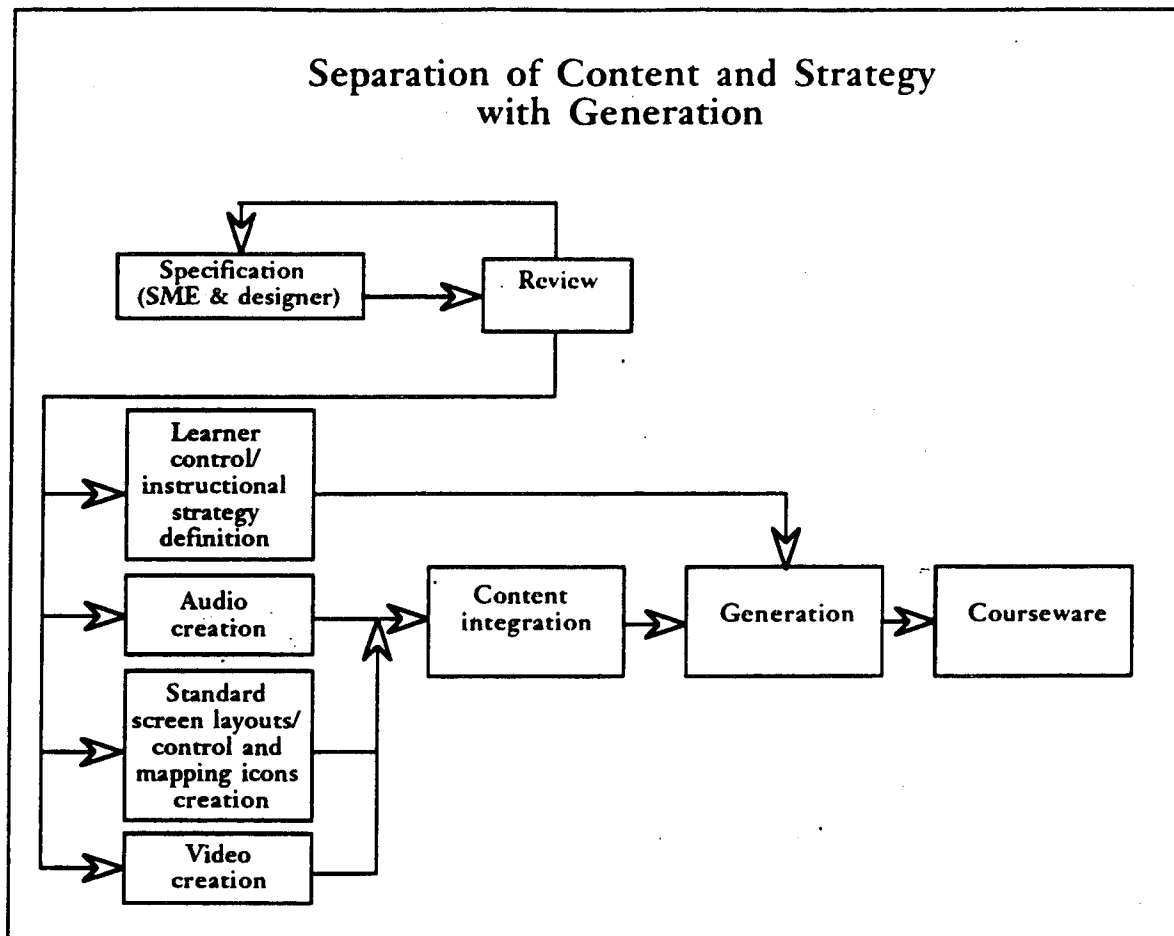 Separation of Content and Strategy
with Generation
Specification
(SME & designer)
Review
Learner
control/
instructional
strategy
definition
Audio
creation
Content
integration
Generation
Courseware
Standard
screen layouts/
control and
mapping icons
creation
Video
creation